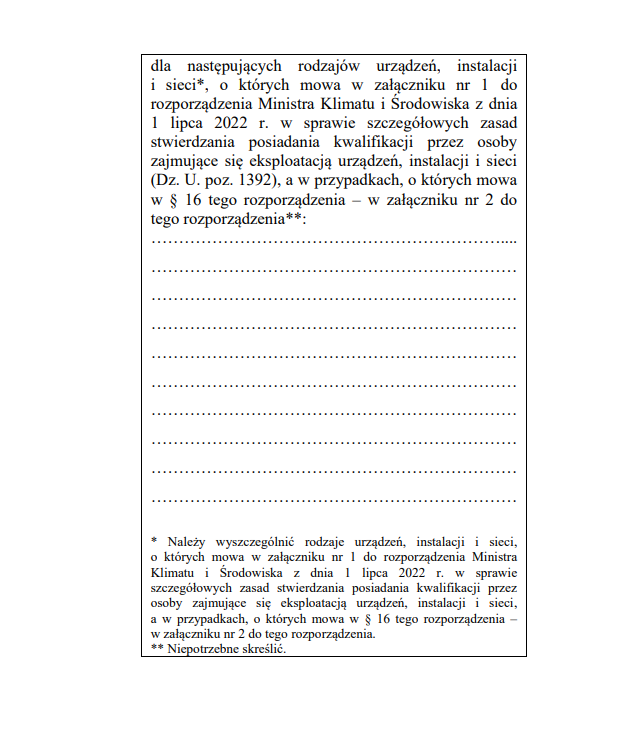 dla następujących rodzajów urządzeń, instalacji
i sieci*, o których mowa w załączniku nr 1 do
rozporządzenia Ministra Klimatu i Środowiska z dnia
1 lipca 2022 r. w sprawie szczegółowych zasad
stwierdzania posiadania kwalifikacji przez osoby
zajmujące się eksploatacją urządzeń, instalacji i sieci
(Dz. U. poz. 1392), a w przypadkach, o których mowa
w § 16 tego rozporządzenia – w załączniku nr 2 do
tego rozporządzenia**:
………………………………………………………....
…………………………………………………………
…………………………………………………………
…………………………………………………………
…………………………………………………………
…………………………………………………………
…………………………………………………………
…………………………………………………………
…………………………………………………………
…………………………………………………………
* Należy wyszczególnić rodzaje urządzeń, instalacji i sieci,
o których mowa w załączniku nr 1 do rozporządzenia Ministra
Klimatu i Środowiska z dnia 1 lipca 2022 r. w sprawie
szczegółowych zasad stwierdzania posiadania kwalifikacji przez
osoby zajmujące się eksploatacją urządzeń, instalacji i sieci,
a w przypadkach, o których mowa w § 16 tego rozporządzenia –
w załączniku nr 2 do tego rozporządzenia.
** Niepotrzebne skreślić.